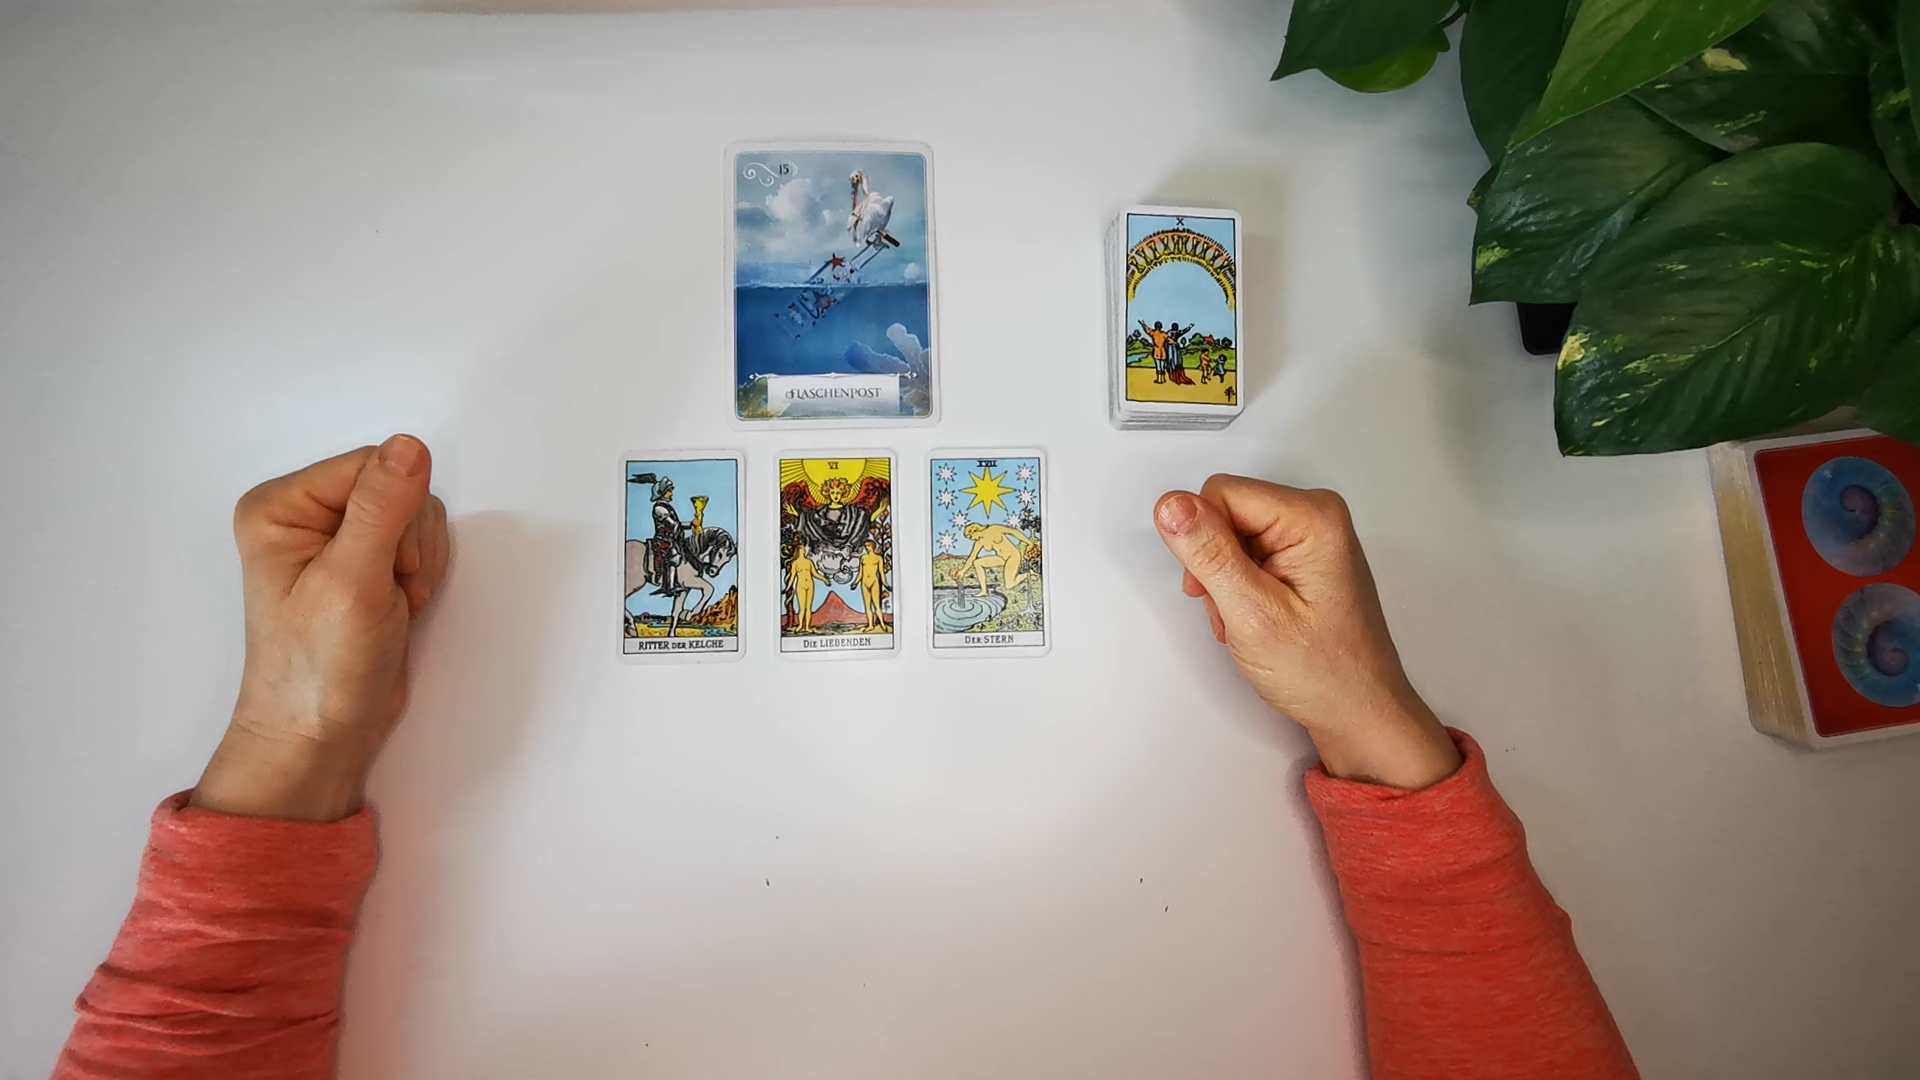 15
FLASCHENPOST
X
RITTER DER KELCHE
VI
DIE LIEBENDEN
XVII
DER STERN